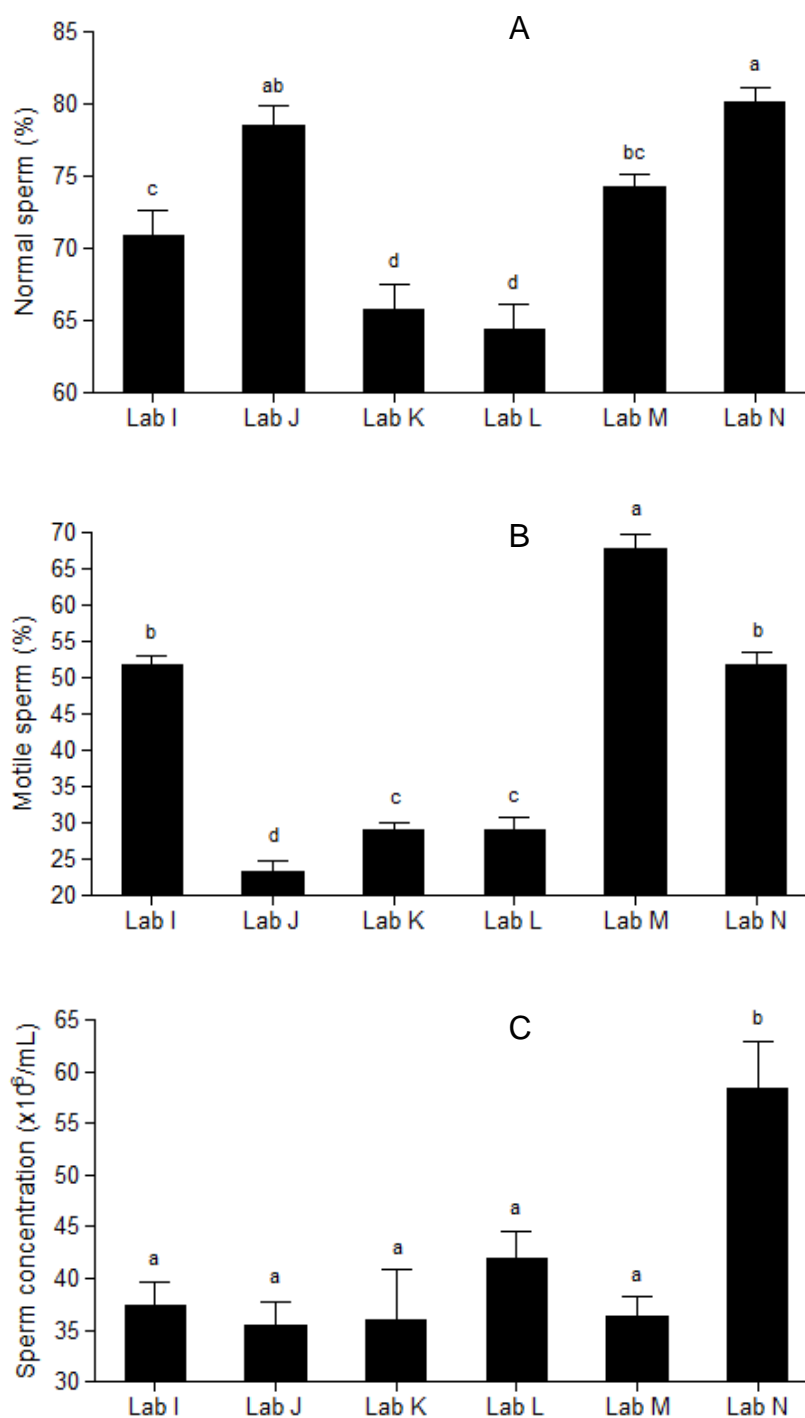 A
Normal sperm (%)
85
80
75
70
65
60
c
ab
d
d
bc
a
Lab I Lab J Lab K Lab L Lab M Lab N
B
Motile sperm (%)
70
65
60
55
50
45
40
35
30
25
20
b
d
c
c
a
b
Lab I Lab J Lab K Lab L Lab M Lab N
C
Sperm concentration (x10⁶/mL)
65
60
55
50
45
40
35
30
a
a
a
a
a
b
Lab I Lab J Lab K Lab L Lab M Lab N